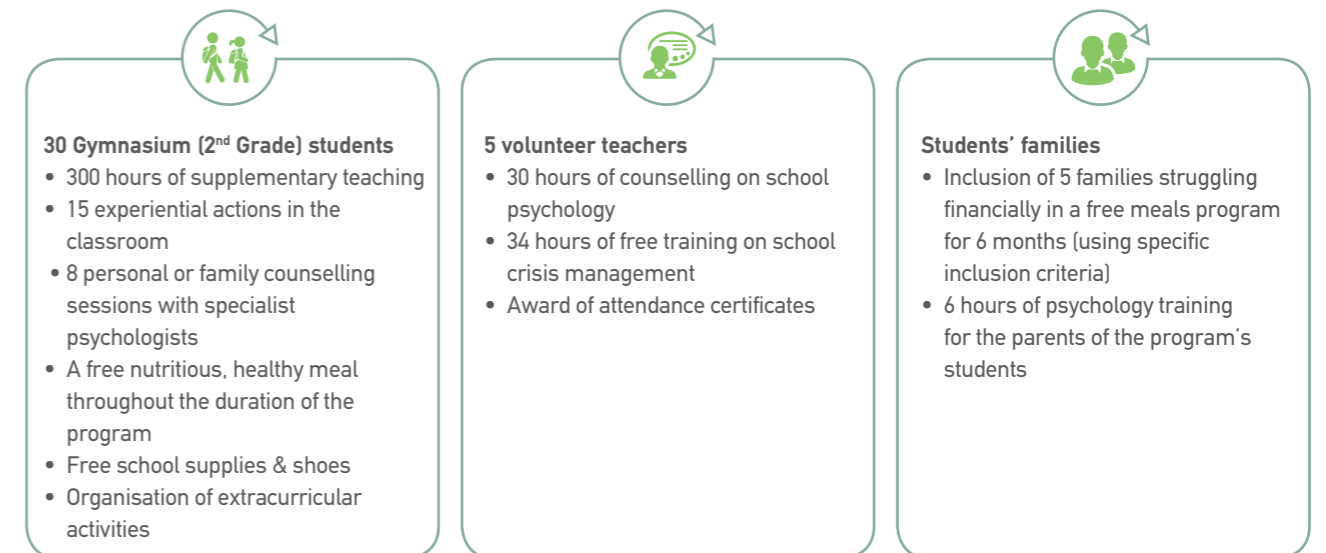 30 Gymnasium (2nd Grade) students
• 300 hours of supplementary teaching
• 15 experiential actions in the
classroom
• 8 personal or family counselling
sessions with specialist
psychologists
• A free nutritious, healthy meal
throughout the duration of the
program
• Free school supplies & shoes
• Organisation of extracurricular
activities
5 volunteer teachers
• 30 hours of counselling on school
psychology
• 34 hours of free training on school
crisis management
• Award of attendance certificates
Students' families
• Inclusion of 5 families struggling
financially in a free meals program
for 6 months (using specific
inclusion criteria)
• 6 hours of psychology training
for the parents of the program's
students